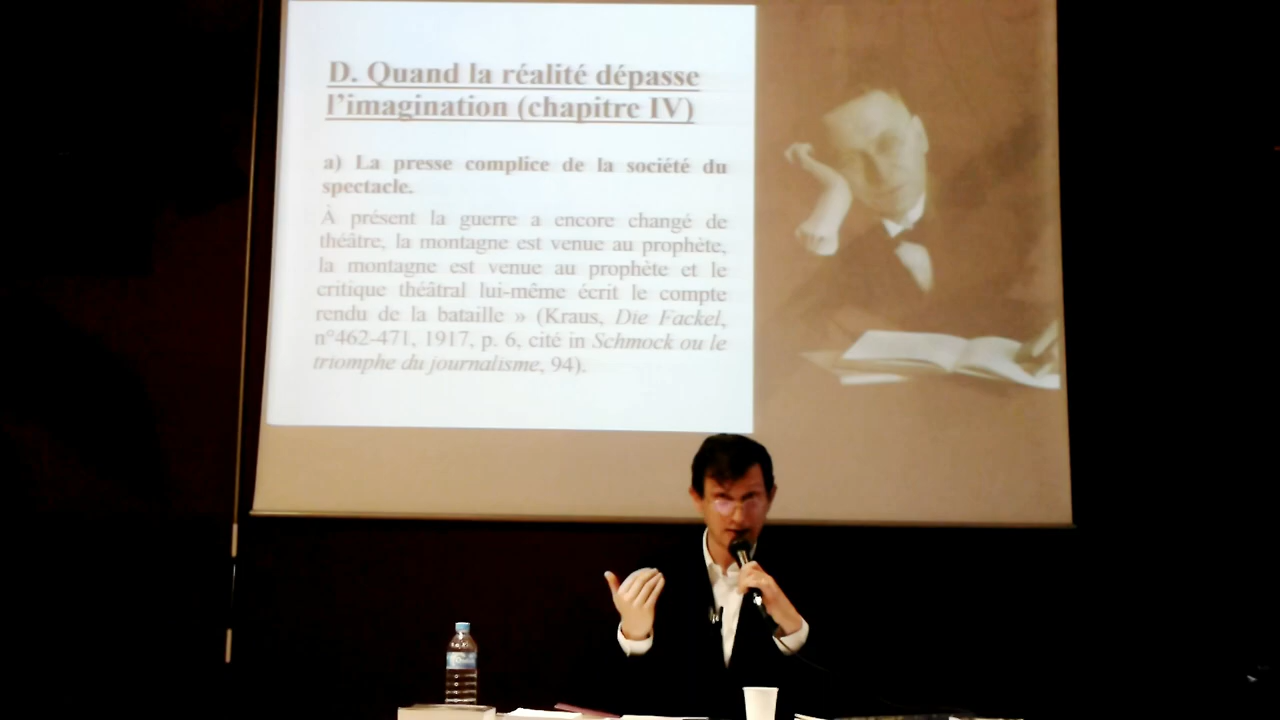 D. Quand la réalité dépasse
l'imagination (chapitre IV)
a) La presse complice de la société du
spectacle.
À présent la guerre a encore changé de
théâtre, la montagne est venue au prophète,
la montagne est venue au prophète et le
critique théâtral lui-même écrit le compte
rendu de la bataille » (Kraus, Die Fackel,
n°462-471, 1917, p. 6, cité in Schmock ou le
triomphe du journalisme, 94).